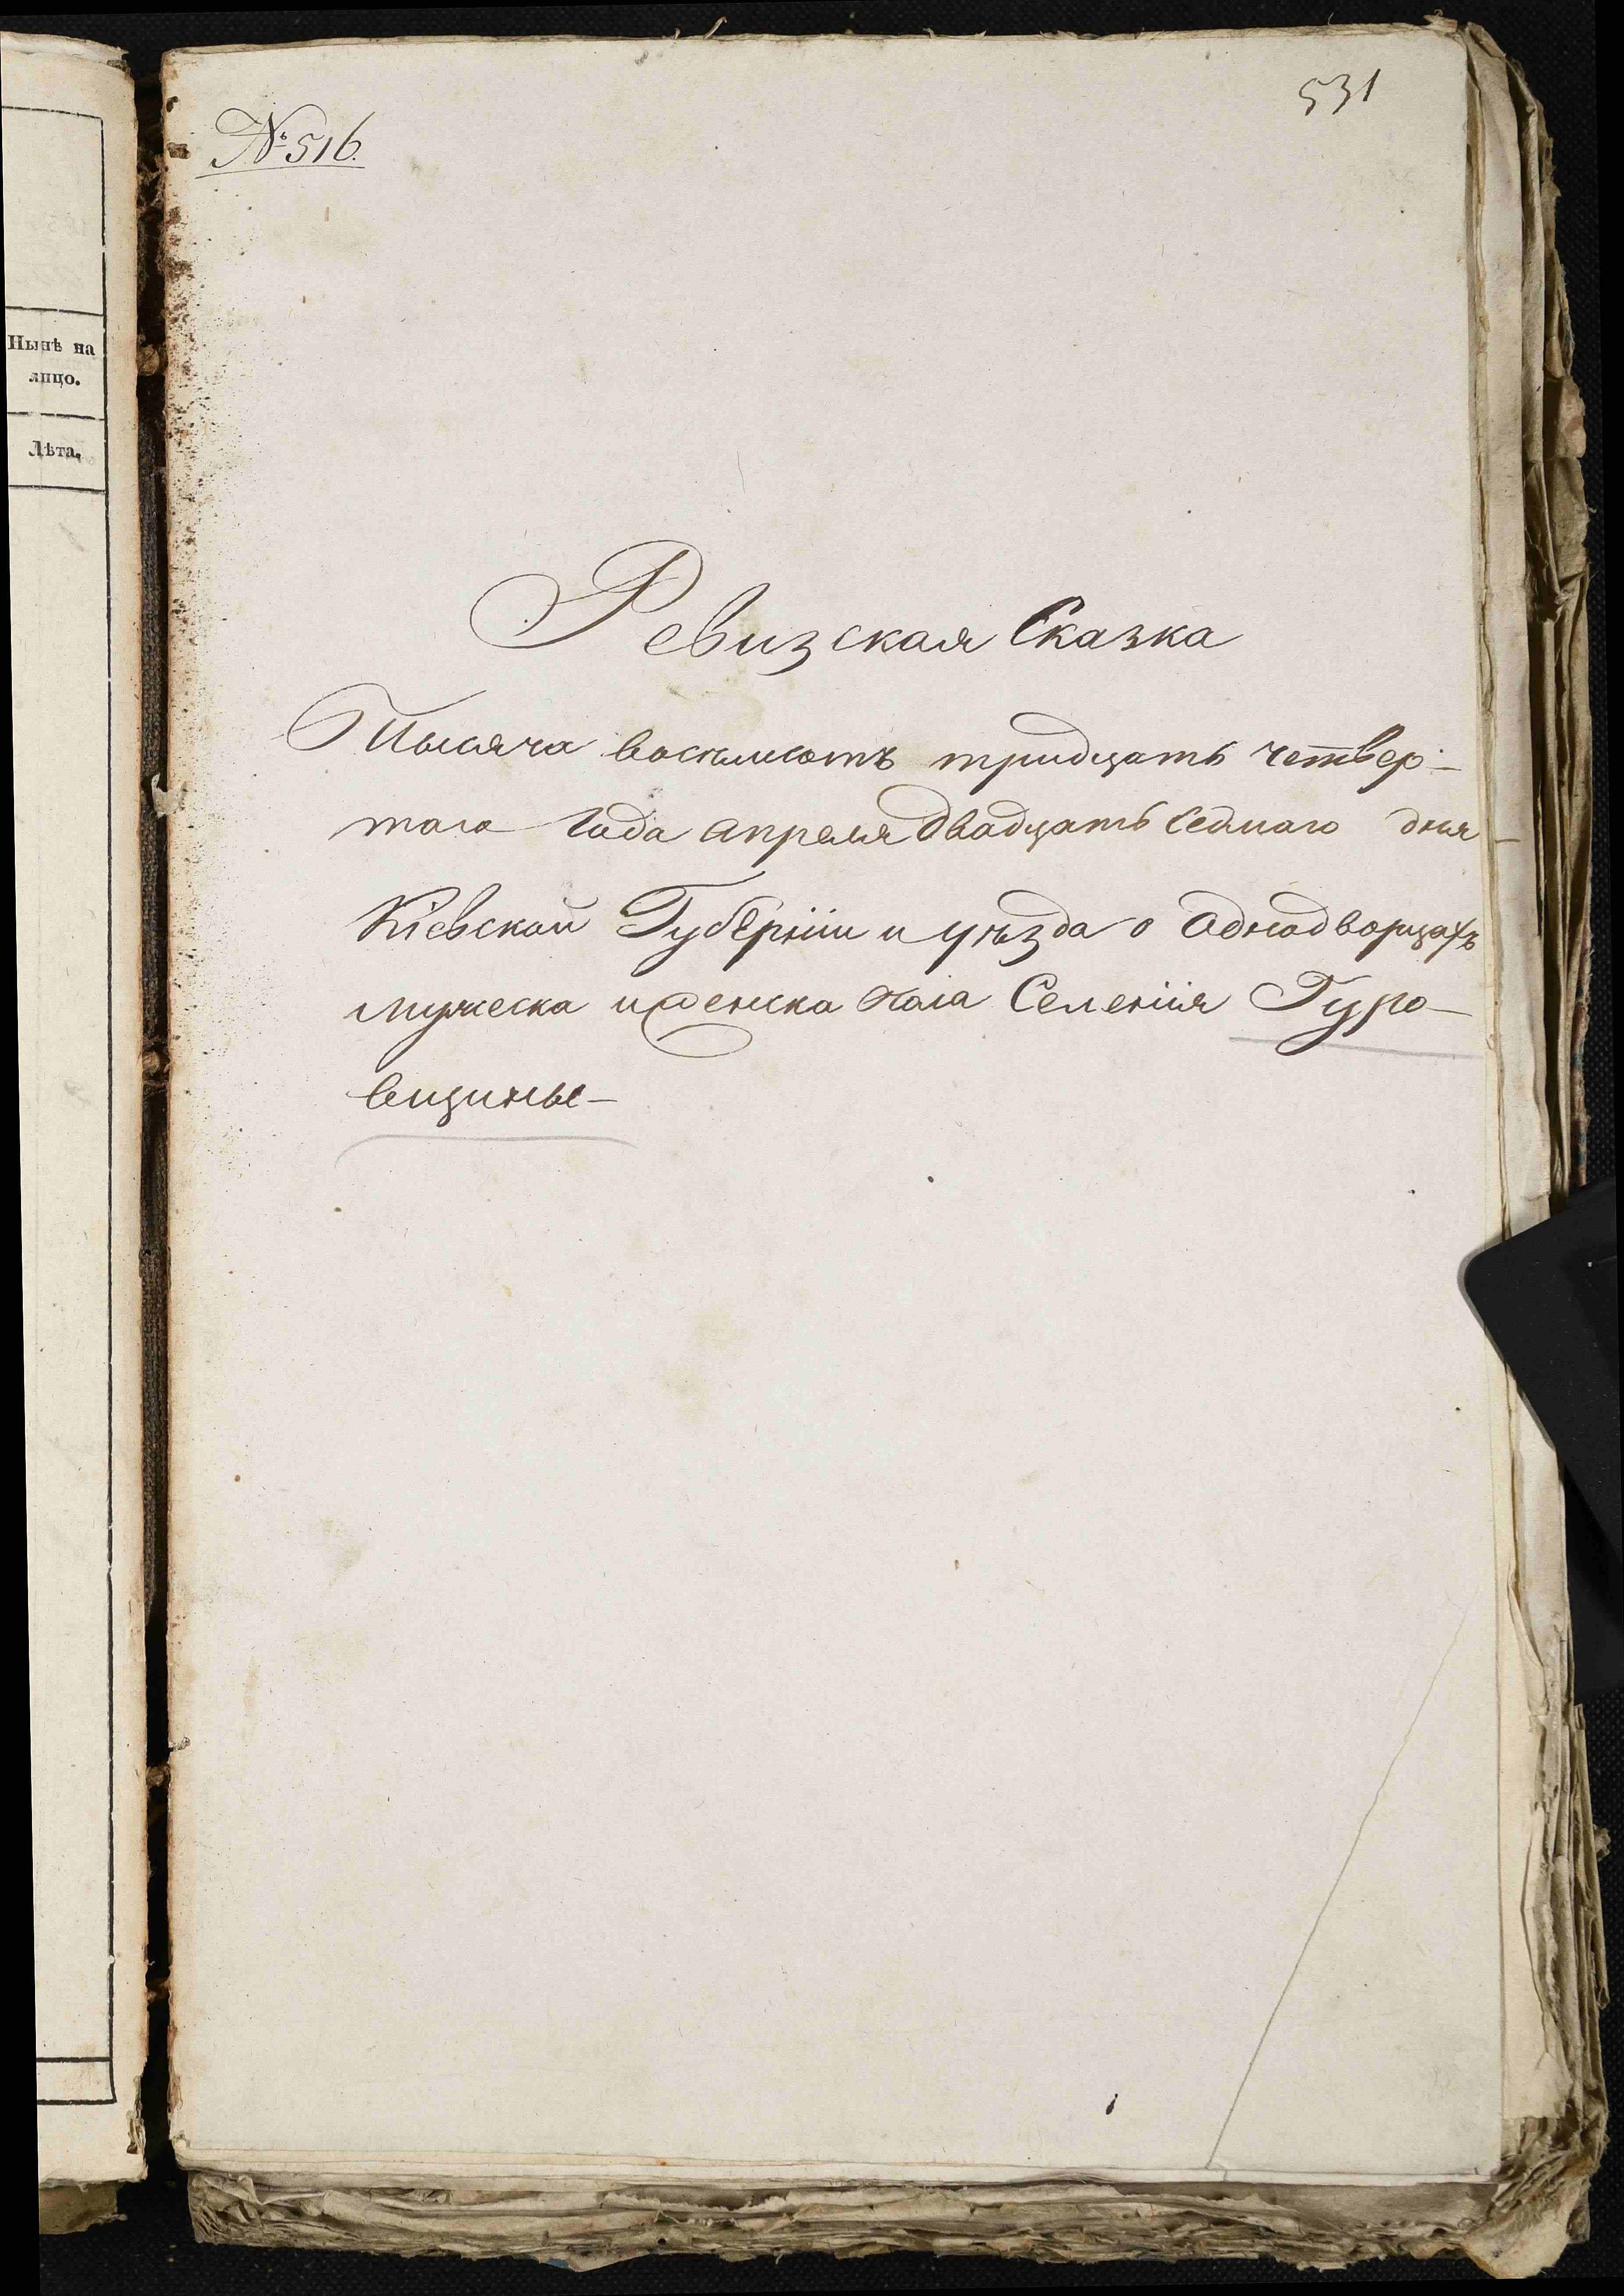 Нынѣ на
лицо.
Лѣта.
№ 516.
531
Ревизская Сказка
Тысяча восемьсотъ тридцать четвер-
таго Года апреля двадцать седмаго дня -
Кіевской Губерніи и уѣзда о однодворцахъ
мужеска и женска пола Селенія Гуро-
вщины -